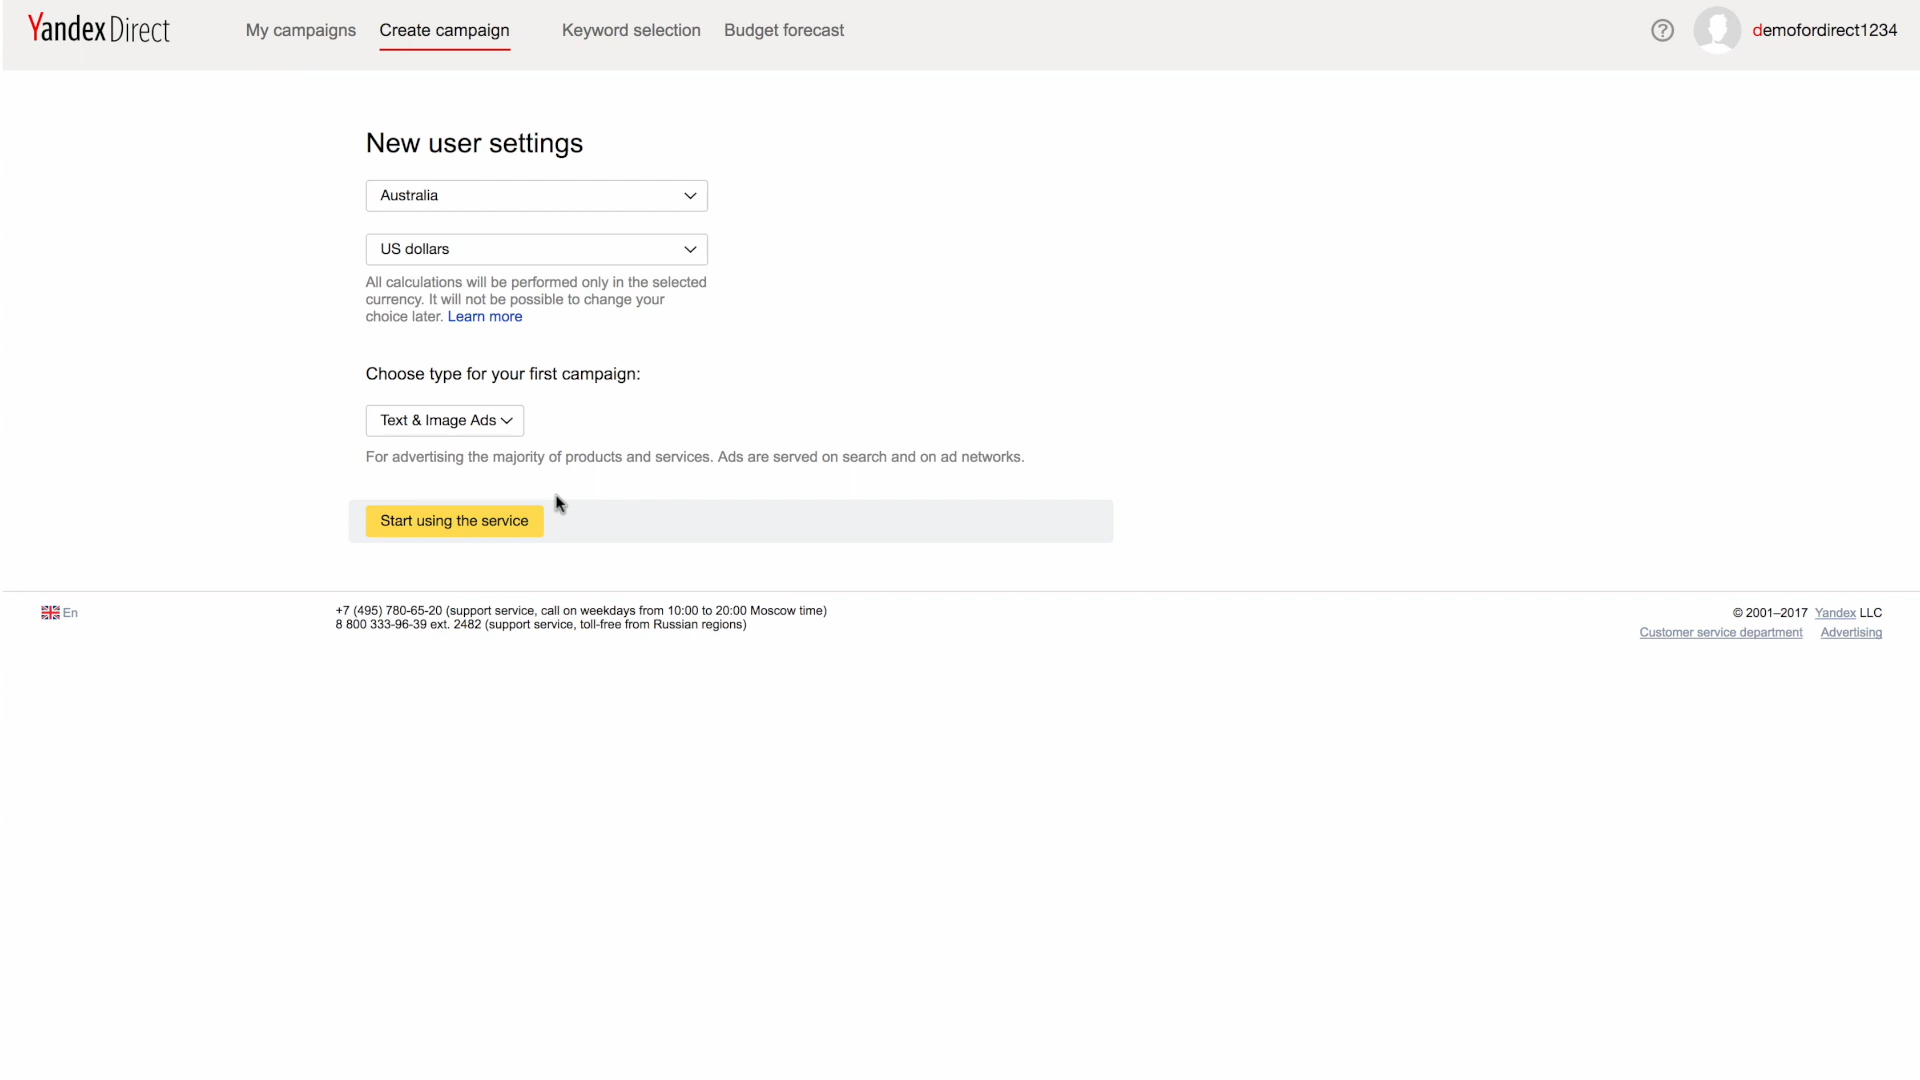 Yandex Direct
My campaigns Create campaign Keyword selection Budget forecast
? demofordirect1234
New user settings
Australia
US dollars
All calculations will be performed only in the selected
currency. It will not be possible to change your
choice later. Learn more
Choose type for your first campaign:
Text & Image Ads
For advertising the majority of products and services. Ads are served on search and on ad networks.
Start using the service
En
+7 (495) 780-65-20 (support service, call on weekdays from 10:00 to 20:00 Moscow time)
8 800 333-96-39 ext. 2482 (support service, toll-free from Russian regions)
© 2001–2017 Yandex LLC
Customer service department Advertising